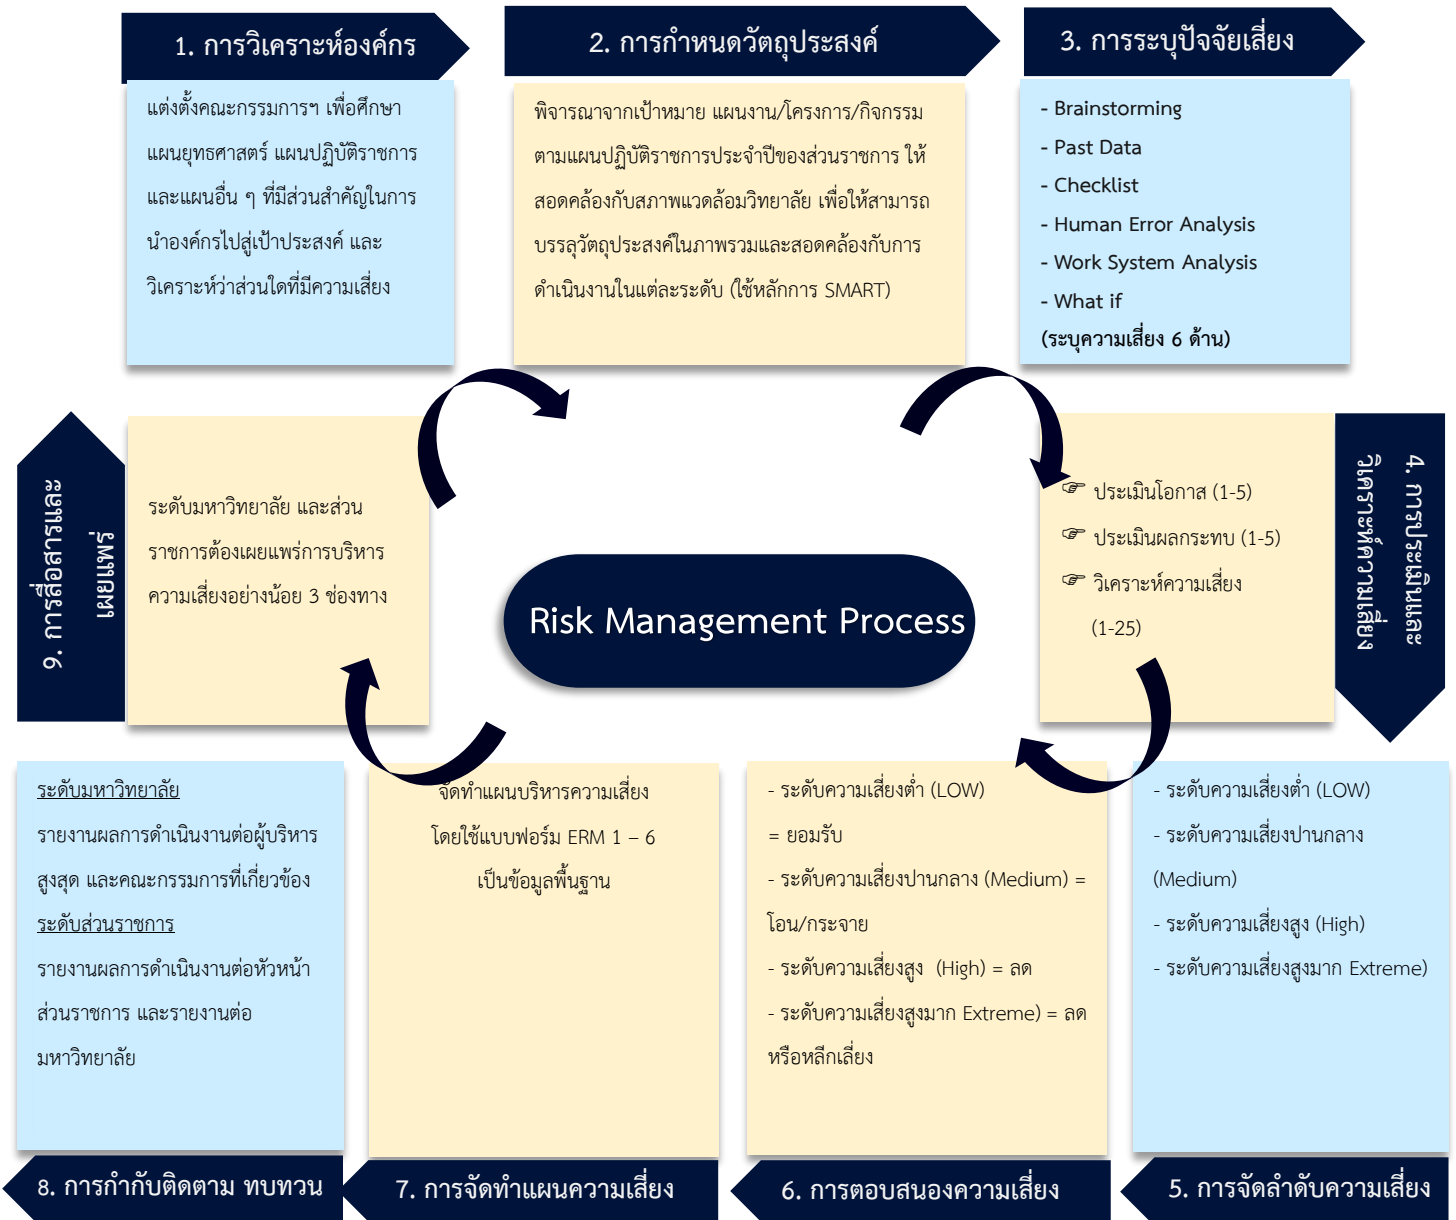 1. การวิเคราะห์องค์กร
แต่งตั้งคณะกรรมการฯ เพื่อศึกษา
แผนยุทธศาสตร์ แผนปฏิบัติราชการ
และแผนอื่น ๆ ที่มีส่วนสำคัญในการ
นำองค์กรไปสู่เป้าประสงค์ และ
วิเคราะห์ว่าส่วนใดที่มีความเสี่ยง
2. การกำหนดวัตถุประสงค์
พิจารณาจากเป้าหมาย แผนงาน/โครงการ/กิจกรรม
ตามแผนปฏิบัติราชการประจำปีของส่วนราชการ ให้
สอดคล้องกับสภาพแวดล้อมวิทยาลัย เพื่อให้สามารถ
บรรลุวัตถุประสงค์ในภาพรวมและสอดคล้องกับการ
ดำเนินงานในแต่ละระดับ (ใช้หลักการ SMART)
3. การระบุปัจจัยเสี่ยง
- Brainstorming
- Past Data
- Checklist
- Human Error Analysis
- Work System Analysis
- What if
(ระบุความเสี่ยง 6 ด้าน)
4. การประเมินและ
วิเคราะห์ความเสี่ยง
☞ ประเมินโอกาส (1-5)
☞ ประเมินผลกระทบ (1-5)
☞ วิเคราะห์ความเสี่ยง
(1-25)
Risk Management Process
9. การสื่อสารและ
เผยแพร่
ระดับมหาวิทยาลัย และส่วน
ราชการต้องเผยแพร่การบริหาร
ความเสี่ยงอย่างน้อย 3 ช่องทาง
ระดับมหาวิทยาลัย
รายงานผลการดำเนินงานต่อผู้บริหาร
สูงสุด และคณะกรรมการที่เกี่ยวข้อง
ระดับส่วนราชการ
รายงานผลการดำเนินงานต่อหัวหน้า
ส่วนราชการ และรายงานต่อ
มหาวิทยาลัย
8. การกำกับติดตาม ทบทวน
จัดทำแผนบริหารความเสี่ยง
โดยใช้แบบฟอร์ม ERM 1 – 6
เป็นข้อมูลพื้นฐาน
7. การจัดทำแผนความเสี่ยง
- ระดับความเสี่ยงต่ำ (LOW)
= ยอมรับ
- ระดับความเสี่ยงปานกลาง (Medium) =
โอน/กระจาย
- ระดับความเสี่ยงสูง (High) = ลด
- ระดับความเสี่ยงสูงมาก Extreme) = ลด
หรือหลีกเลี่ยง
6. การตอบสนองความเสี่ยง
- ระดับความเสี่ยงต่ำ (LOW)
- ระดับความเสี่ยงปานกลาง
(Medium)
- ระดับความเสี่ยงสูง (High)
- ระดับความเสี่ยงสูงมาก Extreme)
5. การจัดลำดับความเสี่ยง